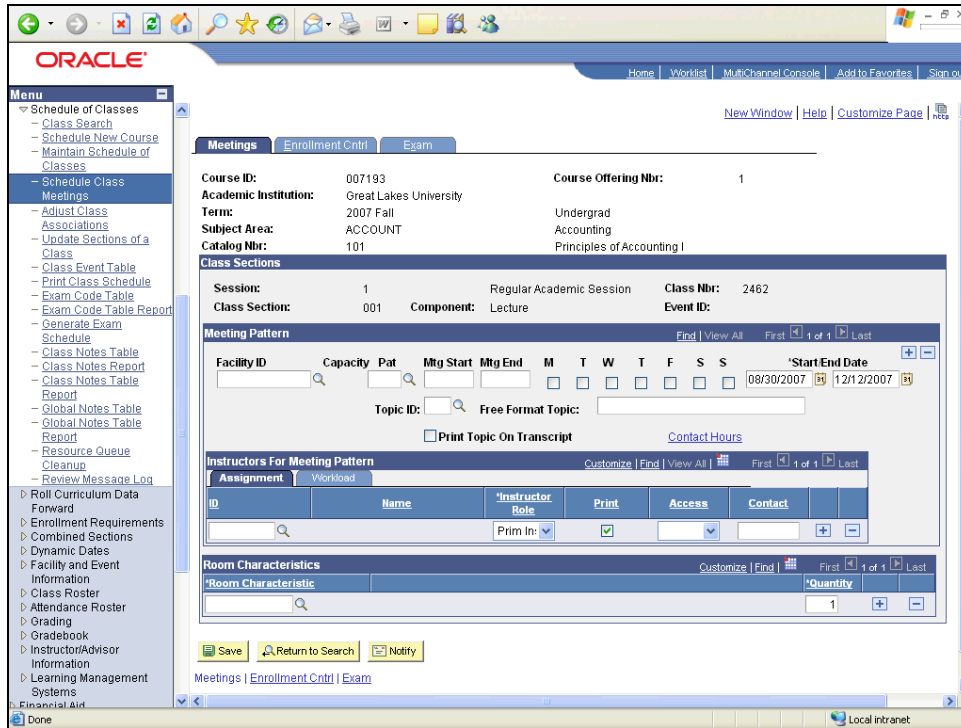 ORACLE
Home | Worklist | MultiChannel Console | Add to Favorites | Sign ou
Menu
Schedule of Classes
Class Search
Schedule New Course
Maintain Schedule of
Classes
Schedule Class
Meetings
Adjust Class
Associations
Update Sections of a
Class
Class Event Table
Print Class Schedule
Exam Code Table
Exam Code Table Report
Generate Exam
Schedule
Class Notes Table
Class Notes Report
Class Notes Table
Report
Global Notes Table
Global Notes Table
Report
Resource Queue
Cleanup
Review Message Log
Roll Curriculum Data
Forward
Enrollment Requirements
Combined Sections
Dynamic Dates
Facility and Event
Information
Class Roster
Attendance Roster
Grading
Gradebook
Instructor/Advisor
Information
Learning Management
Systems
Financial Aid
New Window | Help | Customize Page | http
Meetings Enrollment Cntrl Exam
Course ID: 007193 Course Offering Nbr: 1
Academic Institution: Great Lakes University
Term: 2007 Fall Undergrad
Subject Area: ACCOUNT Accounting
Catalog Nbr: 101 Principles of Accounting I
Class Sections
Session: 1 Regular Academic Session Class Nbr: 2462
Class Section: 001 Component: Lecture Event ID:
Meeting Pattern Find | View All First 1 of 1 Last
Facility ID Capacity Pat Mtg Start Mtg End M T W T F S S *Start/End Date
08/30/2007 12/12/2007
Topic ID: Free Format Topic:
Print Topic On Transcript Contact Hours
Instructors For Meeting Pattern Customize | Find | View All | First 1 of 1 Last
Assignment Workload
ID Name *Instructor Role Print Access Contact
Prim In:
Room Characteristics Customize | Find | First 1 of 1 Last
*Room Characteristic *Quantity
1
Save Return to Search Notify
Meetings | Enrollment Cntrl | Exam
Done Local intranet